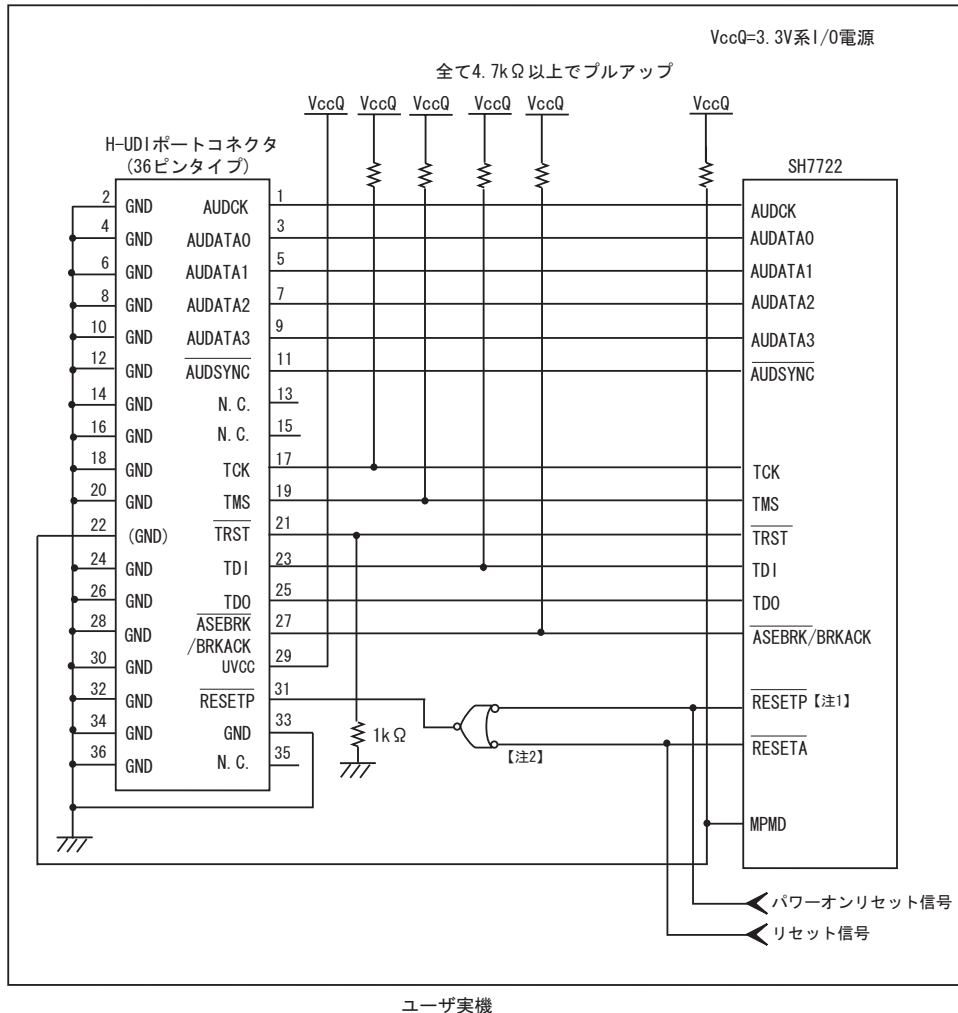 VccQ=3.3V系I/O電源
全て4.7kΩ以上でプルアップ
VccQ VccQ VccQ VccQ VccQ VccQ
H-UDIポートコネクタ
(36ピンタイプ)
SH7722
2 GND AUDCK 1 AUDCK
4 GND AUDATA0 3 AUDATA0
6 GND AUDATA1 5 AUDATA1
8 GND AUDATA2 7 AUDATA2
10 GND AUDATA3 9 AUDATA3
12 GND AUDSYNC 11 AUDSYNC
14 GND N.C. 13
16 GND N.C. 15
18 GND TCK 17 TCK
20 GND TMS 19 TMS
22 (GND) TRST 21 TRST
24 GND TDI 23 TDI
26 GND TDO 25 TDO
28 GND ASEBRK 27 ASEBRK/BRKACK
/BRKACK
30 GND UVCC 29
32 GND RESETP 31 RESETP【注1】
34 GND GND 33 1kΩ 【注2】 RESETA
36 GND N.C. 35
MPMD
パワーオンリセット信号
リセット信号
ユーザ実機